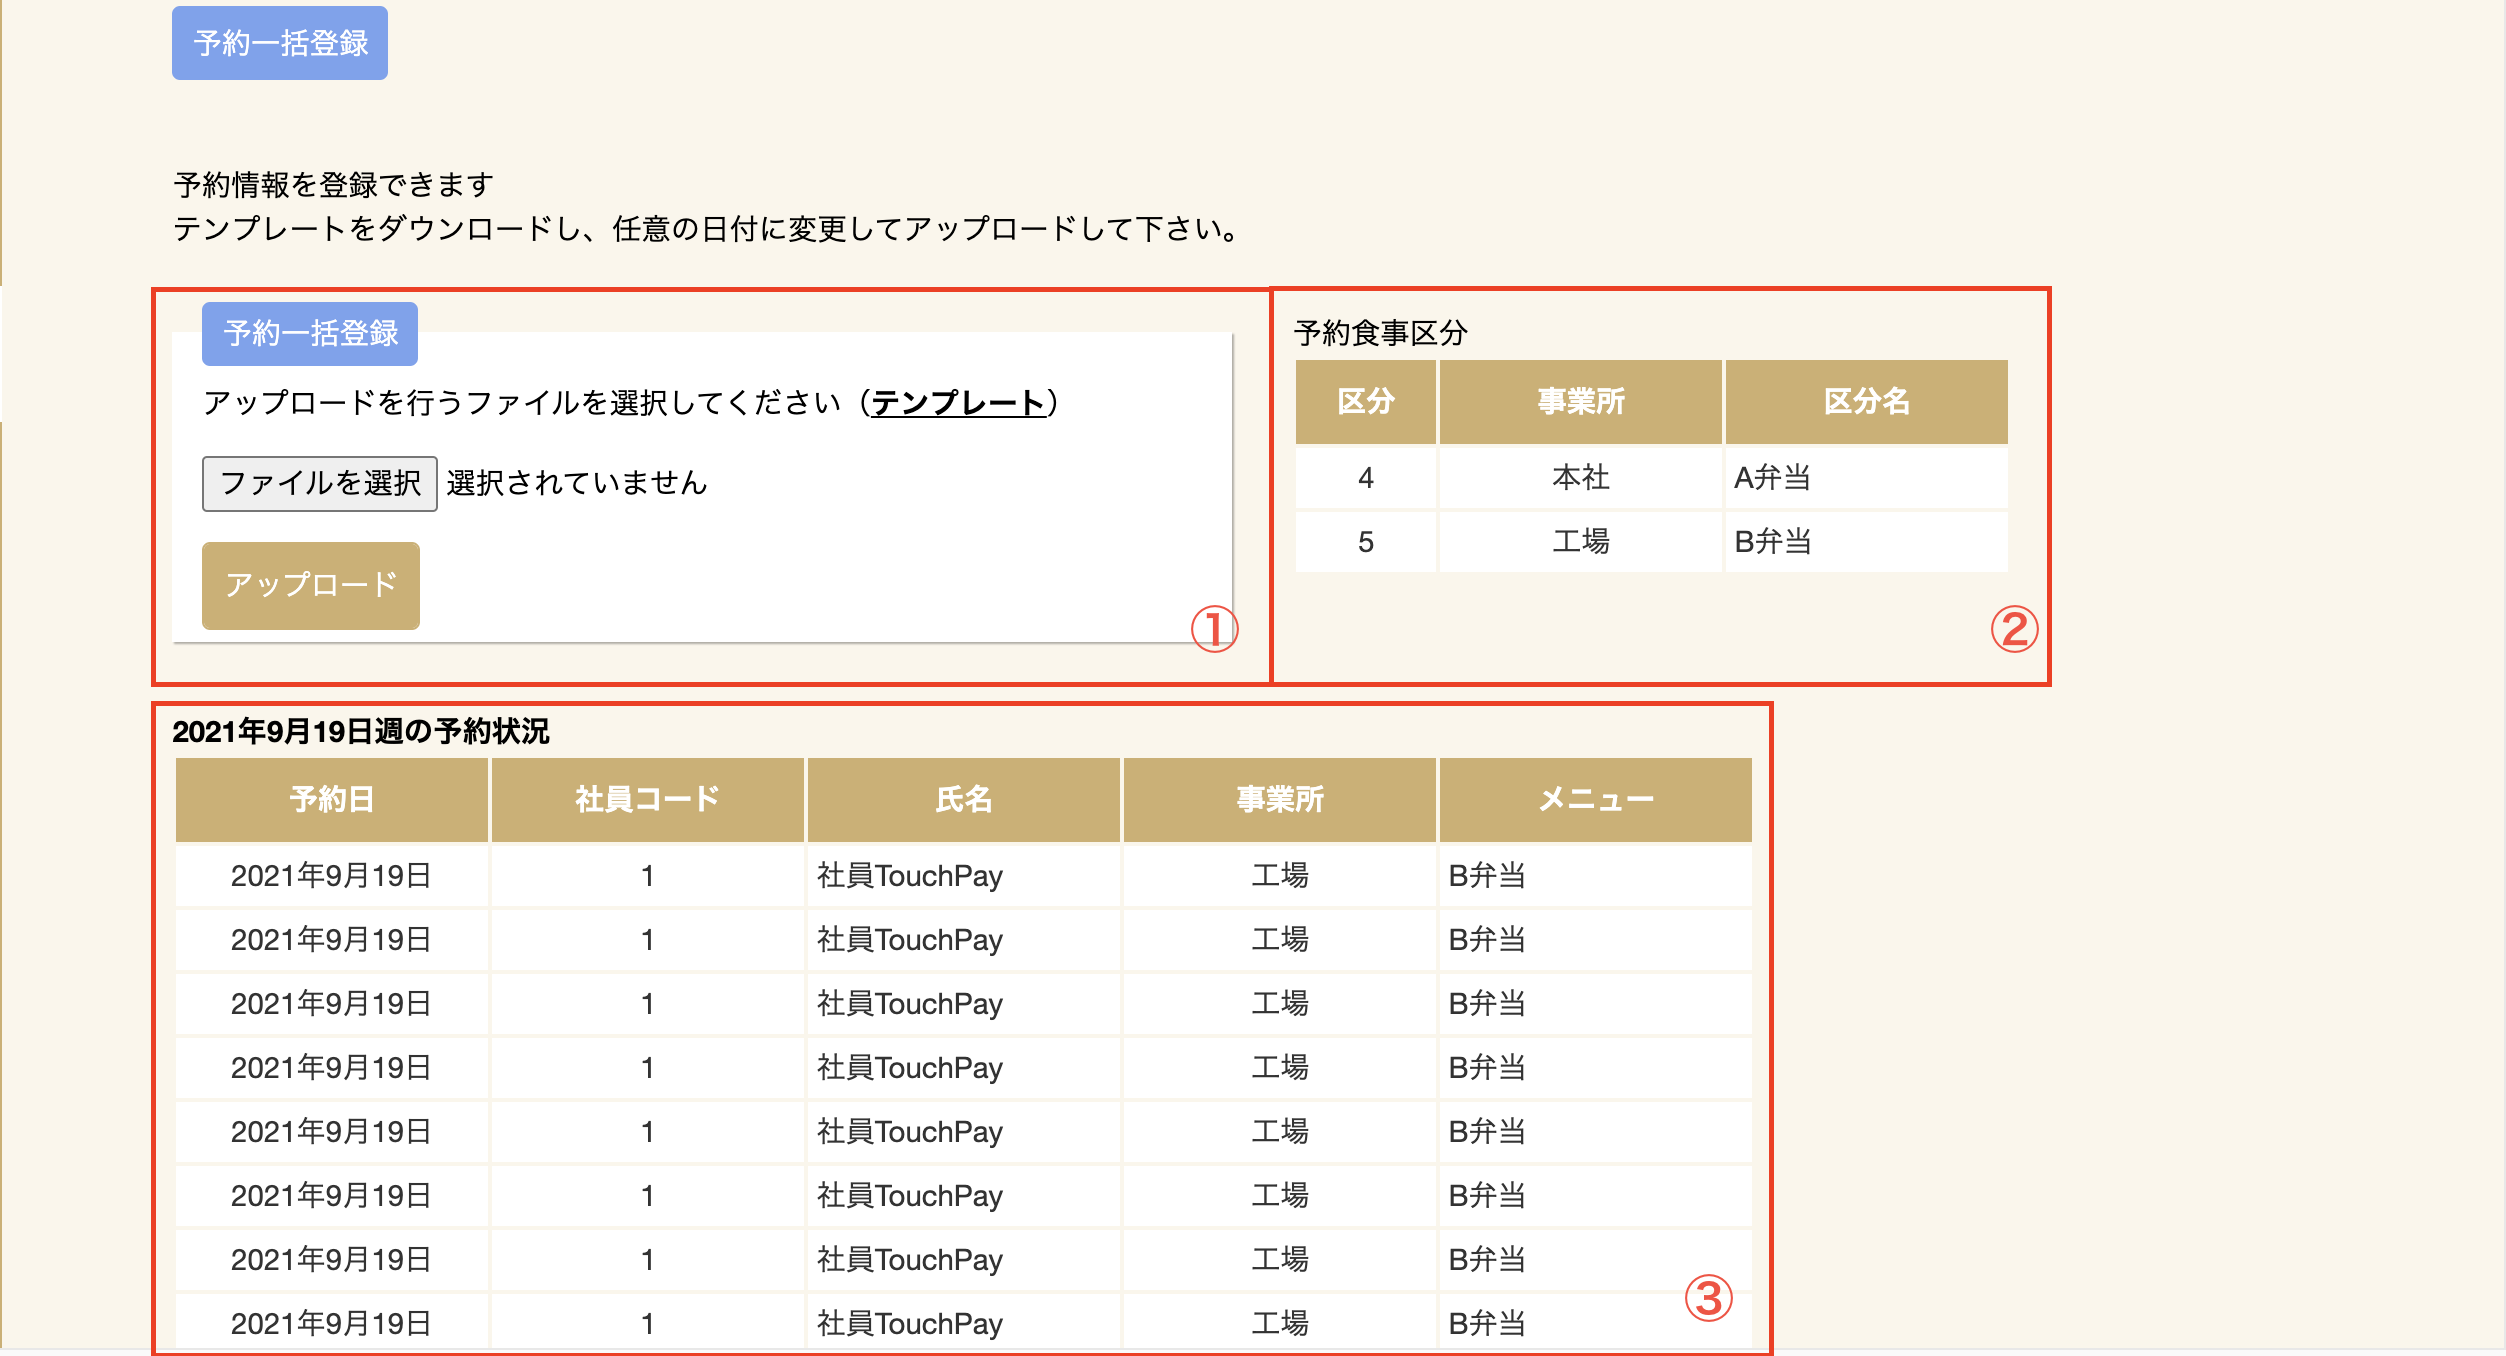 予約一括登録
予約情報を登録できます
テンプレートをダウンロードし、任意の日付に変更してアップロードして下さい。
予約一括登録
アップロードを行うファイルを選択してください（テンプレート）
ファイルを選択 選択されていません
アップロード
①
予約食事区分
区分 事業所 区分名
4 本社 A弁当
5 工場 B弁当
②
2021年9月19日週の予約状況
予約日 社員コード 氏名 事業所 メニュー
2021年9月19日 1 社員TouchPay 工場 B弁当
2021年9月19日 1 社員TouchPay 工場 B弁当
2021年9月19日 1 社員TouchPay 工場 B弁当
2021年9月19日 1 社員TouchPay 工場 B弁当
2021年9月19日 1 社員TouchPay 工場 B弁当
2021年9月19日 1 社員TouchPay 工場 B弁当
2021年9月19日 1 社員TouchPay 工場 B弁当
2021年9月19日 1 社員TouchPay 工場 B弁当
③